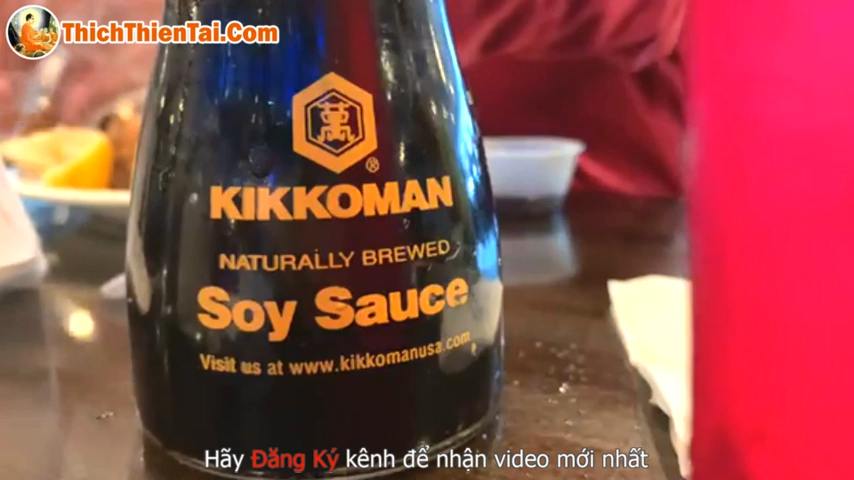 ThichThienTai.Com
KIKKOMAN
®
NATURALLY BREWED
Soy Sauce
Visit us at www.kikkomanusa.com
Hãy Đăng Ký kênh để nhận video mới nhất